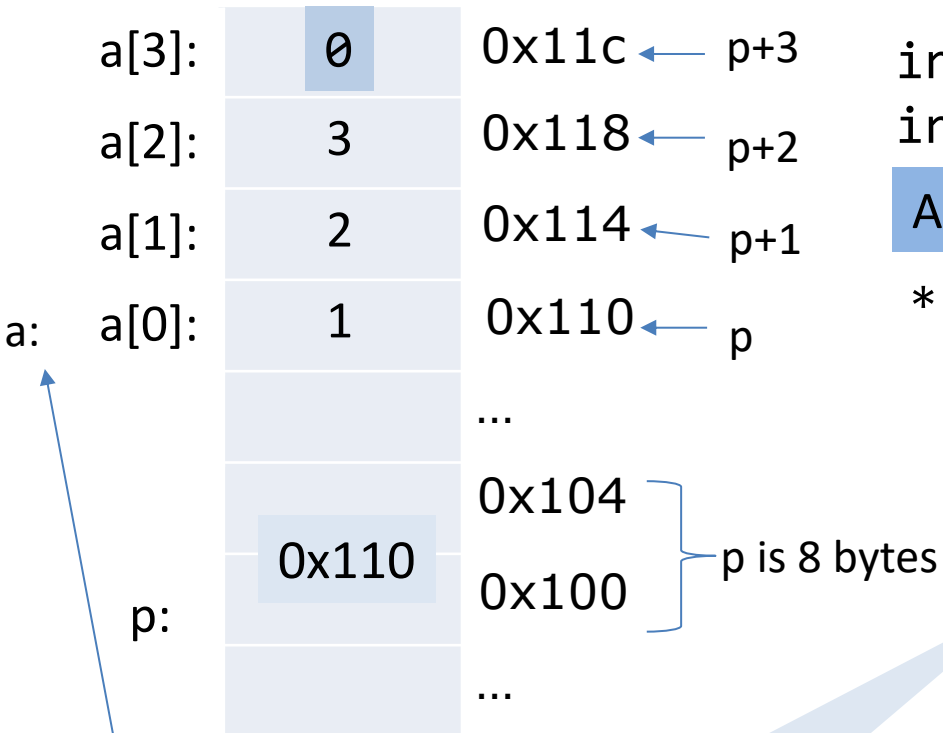 a[3]: 0 0x11c p+3
a[2]: 3 0x118 p+2
a[1]: 2 0x114 p+1
a: a[0]: 1 0x110 p
...
0x104
0x110 p is 8 bytes
p: 0x100
...
A
*